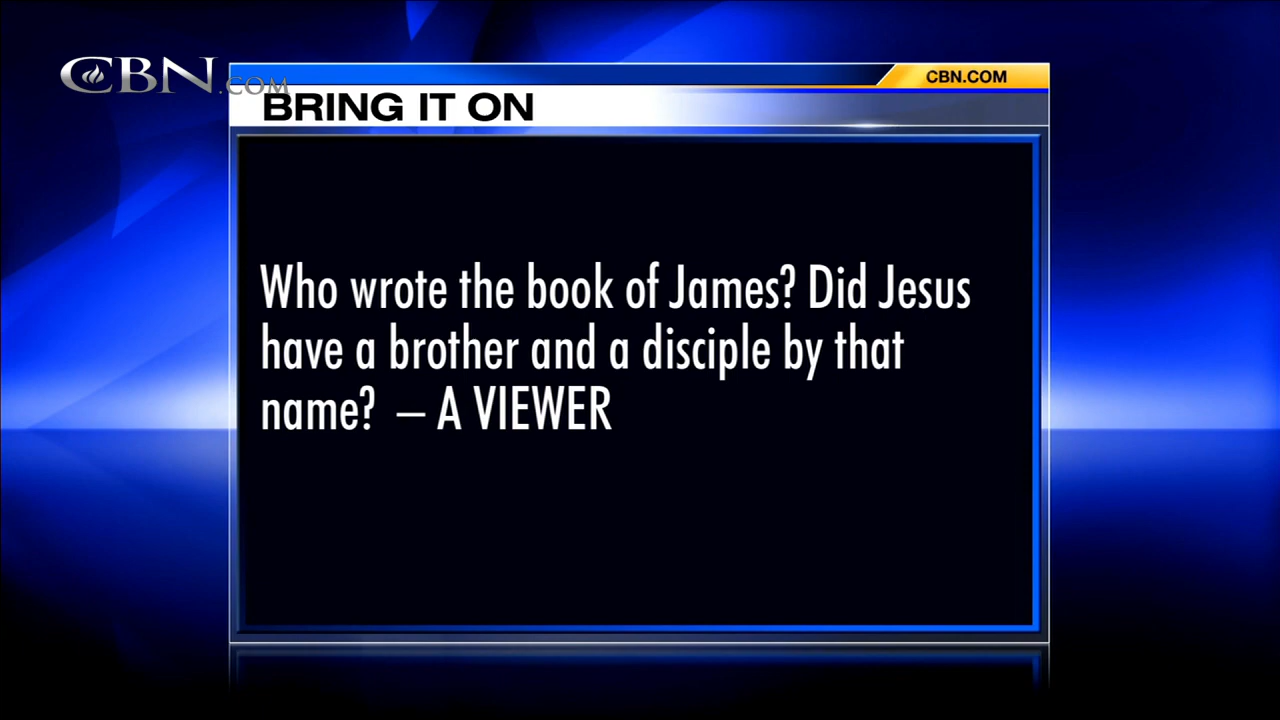 CBN.COM
CBN.COM
BRING IT ON
Who wrote the book of James? Did Jesus
have a brother and a disciple by that
name? – A VIEWER